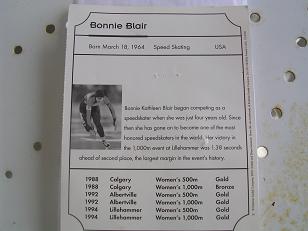 Bonnie Blair
Born March 18, 1964 Speed Skating USA
Bonnie Kathleen Blair began competing as a
speedskater when she was just four years old. Since
then she has gone on to become one of the most
honored speedskaters in the world. Her victory in
the 1,000m event at Lillehammer was 1.38 seconds
ahead of second place, the largest margin in the event's history.
1988 Calgary Women's 500m Gold
1988 Calgary Women's 1,000m Bronze
1992 Albertville Women's 500m Gold
1992 Albertville Women's 1,000m Gold
1994 Lillehammer Women's 500m Gold
1994 Lillehammer Women's 1,000m Gold